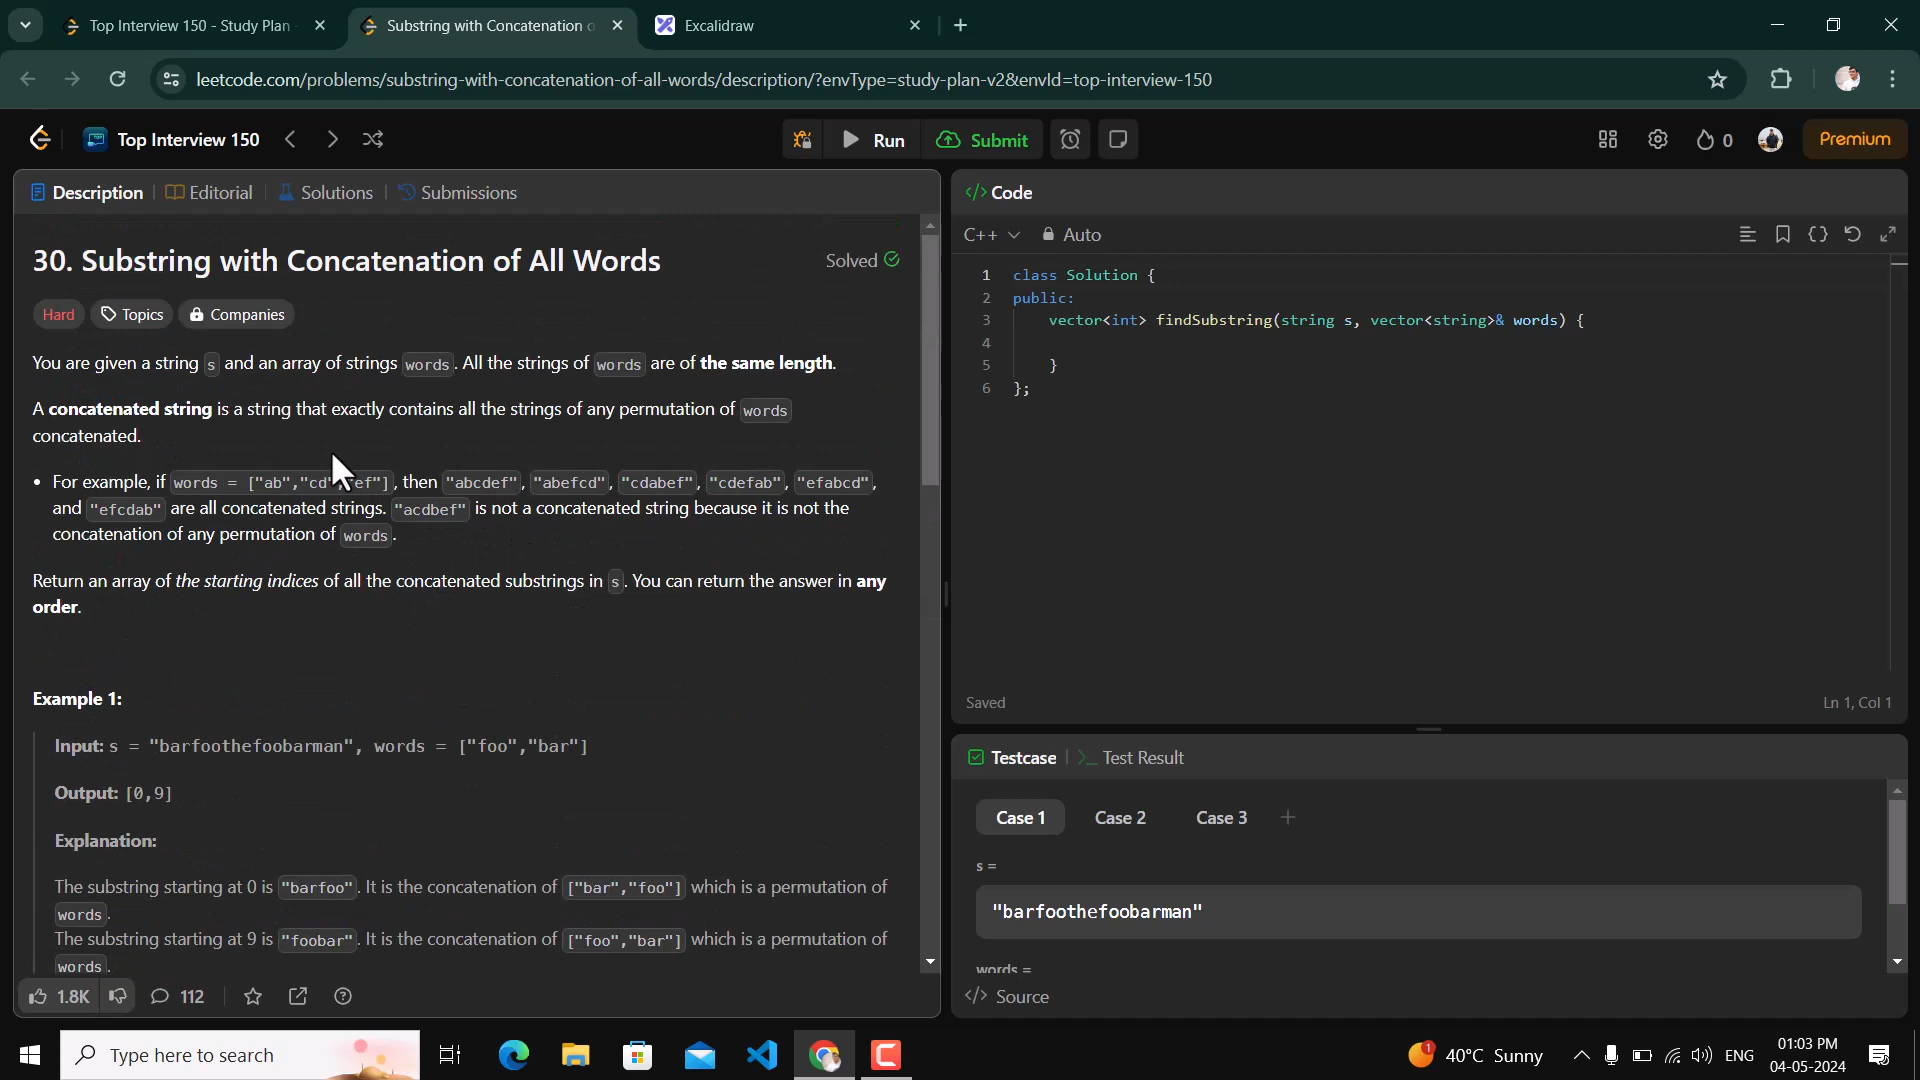 Top Interview 150 - Study Plan -
Substring with Concatenation o
Excalidraw
leetcode.com/problems/substring-with-concatenation-of-all-words/description/?envType=study-plan-v2&envId=top-interview-150
Top Interview 150
Run
Submit
0
Premium
Description
Editorial
Solutions
Submissions
30. Substring with Concatenation of All Words
Solved
Hard
Topics
Companies
You are given a string s and an array of strings words. All the strings of words are of the same length.
A concatenated string is a string that exactly contains all the strings of any permutation of words
concatenated.
• For example, if words = ["ab","cd","ef"], then "abcdef", "abefcd", "cdabef", "cdefab", "efabcd",
and "efcdab" are all concatenated strings. "acdbef" is not a concatenated string because it is not the
concatenation of any permutation of words.
Return an array of the starting indices of all the concatenated substrings in s. You can return the answer in any
order.
Example 1:
Input: s = "barfoothefoobarman", words = ["foo","bar"]
Output: [0,9]
Explanation:
The substring starting at 0 is "barfoo". It is the concatenation of ["bar","foo"] which is a permutation of
words.
The substring starting at 9 is "foobar". It is the concatenation of ["foo","bar"] which is a permutation of
words.
1.8K
112
</> Code
C++
Auto
1 class Solution {
2 public:
3 vector<int> findSubstring(string s, vector<string>& words) {
4
5 }
6 };
Saved
Ln 1, Col 1
Testcase
Test Result
Case 1
Case 2
Case 3
s =
"barfoothefoobarman"
words =
</> Source
Type here to search
1
40°C Sunny
ENG
01:03 PM
04-05-2024